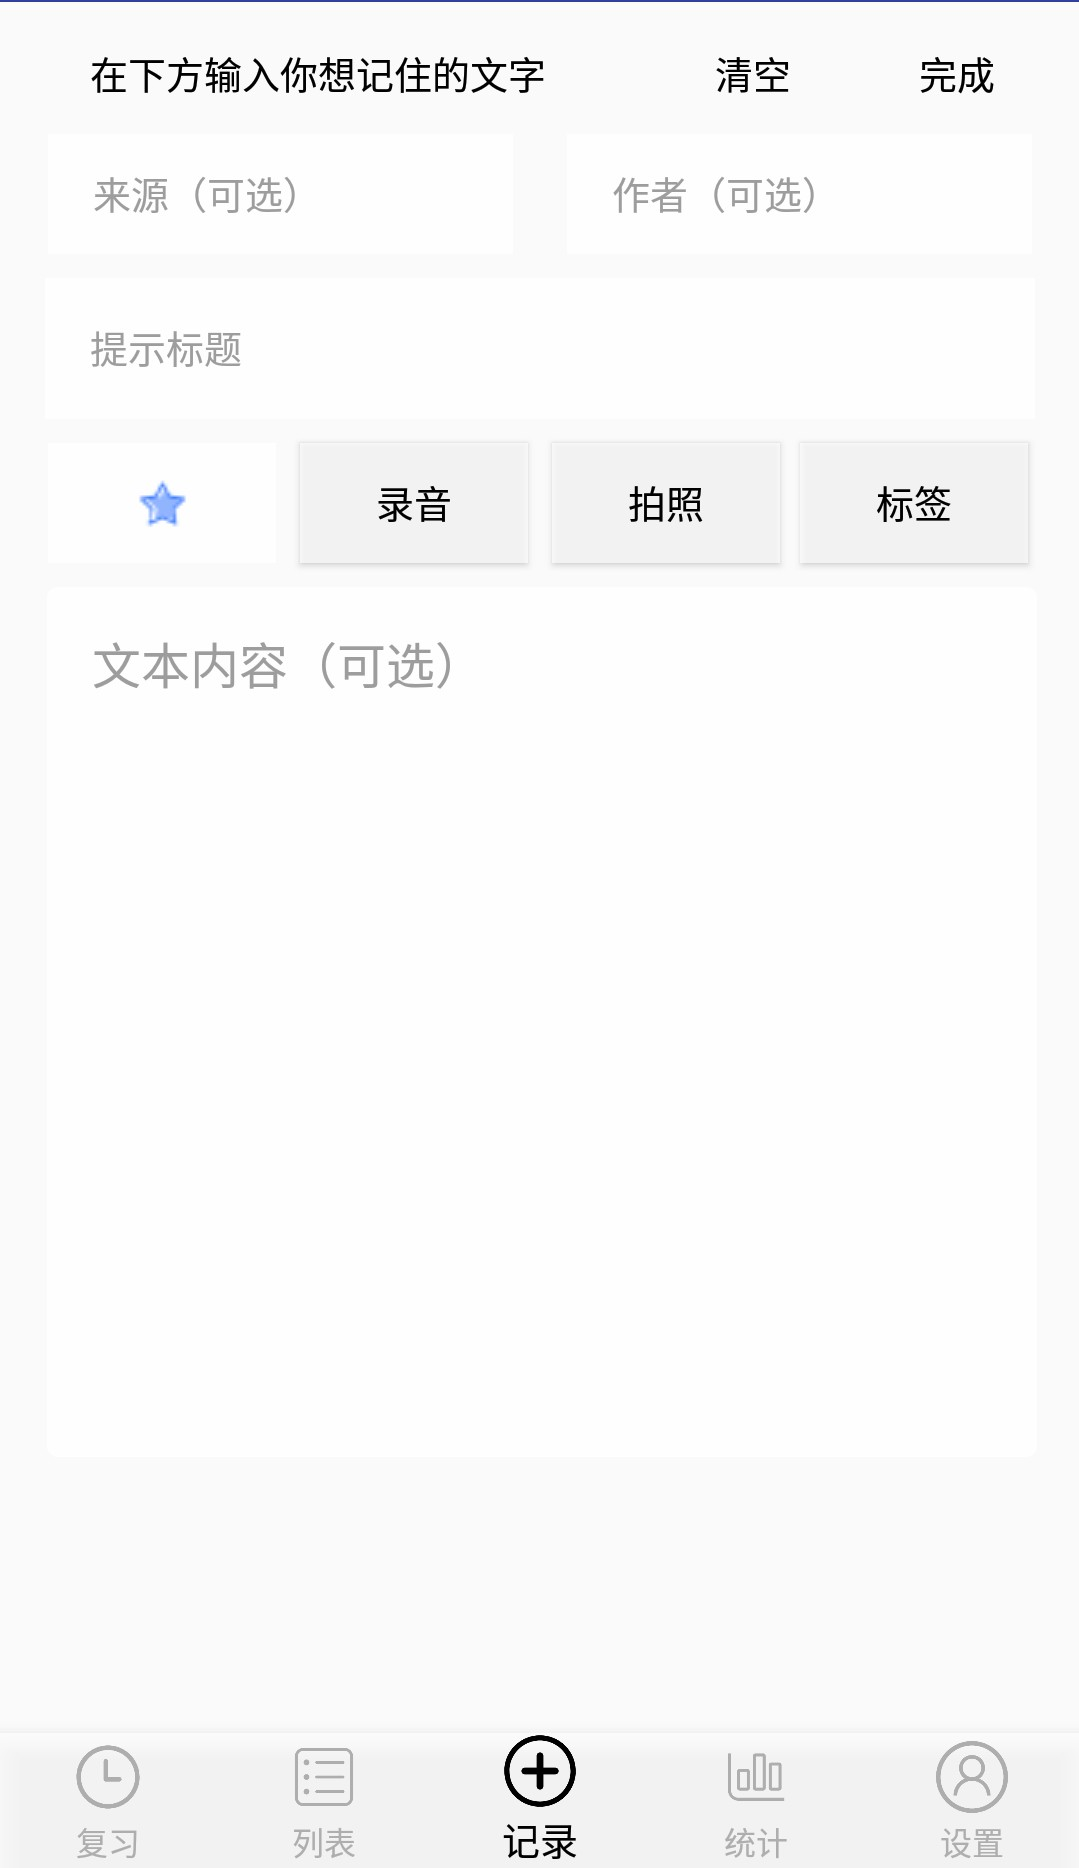 在下方输入你想记住的文字 清空 完成
来源（可选） 作者（可选）
提示标题
录音 拍照 标签
文本内容（可选）
复习 列表 记录 统计 设置